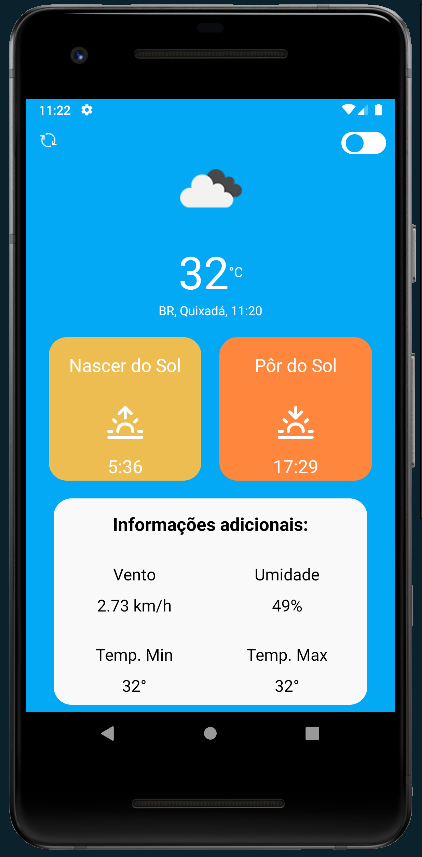 11:22
32°C
BR, Quixadá, 11:20
Nascer do Sol
Pôr do Sol
5:36
17:29
Informações adicionais:
Vento
Umidade
2.73 km/h
49%
Temp. Min
Temp. Max
32°
32°